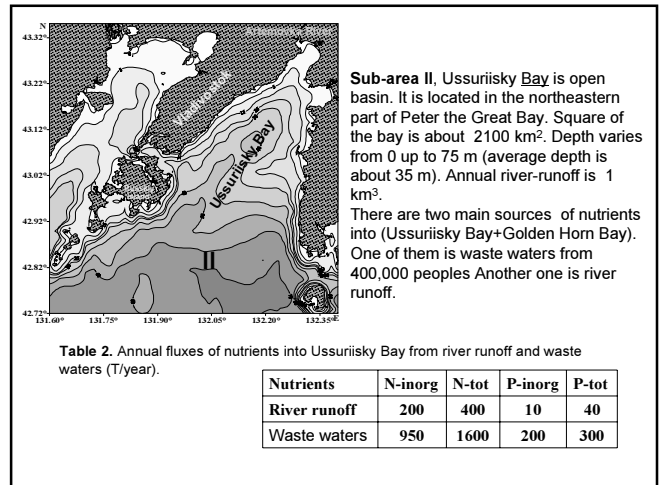 N
43.32°
43.22°
43.12°
43.02°
42.92°
42.82°
42.72°
131.60°
131.75°
131.90°
132.05°
132.20°
132.35°E
Vladivostok
Ussuriisky Bay
II
Sub-area II, Ussuriisky Bay is open
basin. It is located in the northeastern
part of Peter the Great Bay. Square of
the bay is about 2100 km². Depth varies
from 0 up to 75 m (average depth is
about 35 m). Annual river-runoff is 1
km³.
There are two main sources of nutrients
into (Ussuriisky Bay+Golden Horn Bay).
One of them is waste waters from
400,000 peoples Another one is river
runoff.
Table 2. Annual fluxes of nutrients into Ussuriisky Bay from river runoff and waste
waters (T/year).
Nutrients N-inorg N-tot P-inorg P-tot
River runoff 200 400 10 40
Waste waters 950 1600 200 300